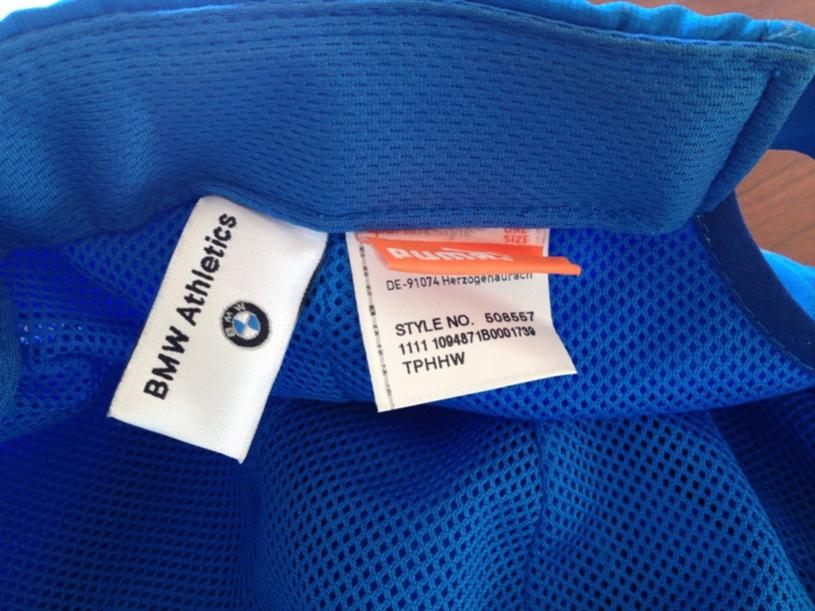 BMW Athletics
BMW
ONE
SIZE
PUMA
DE-91074 Herzogenaurach
STYLE NO. 508557
1111 1094871B0001739
TPHHW